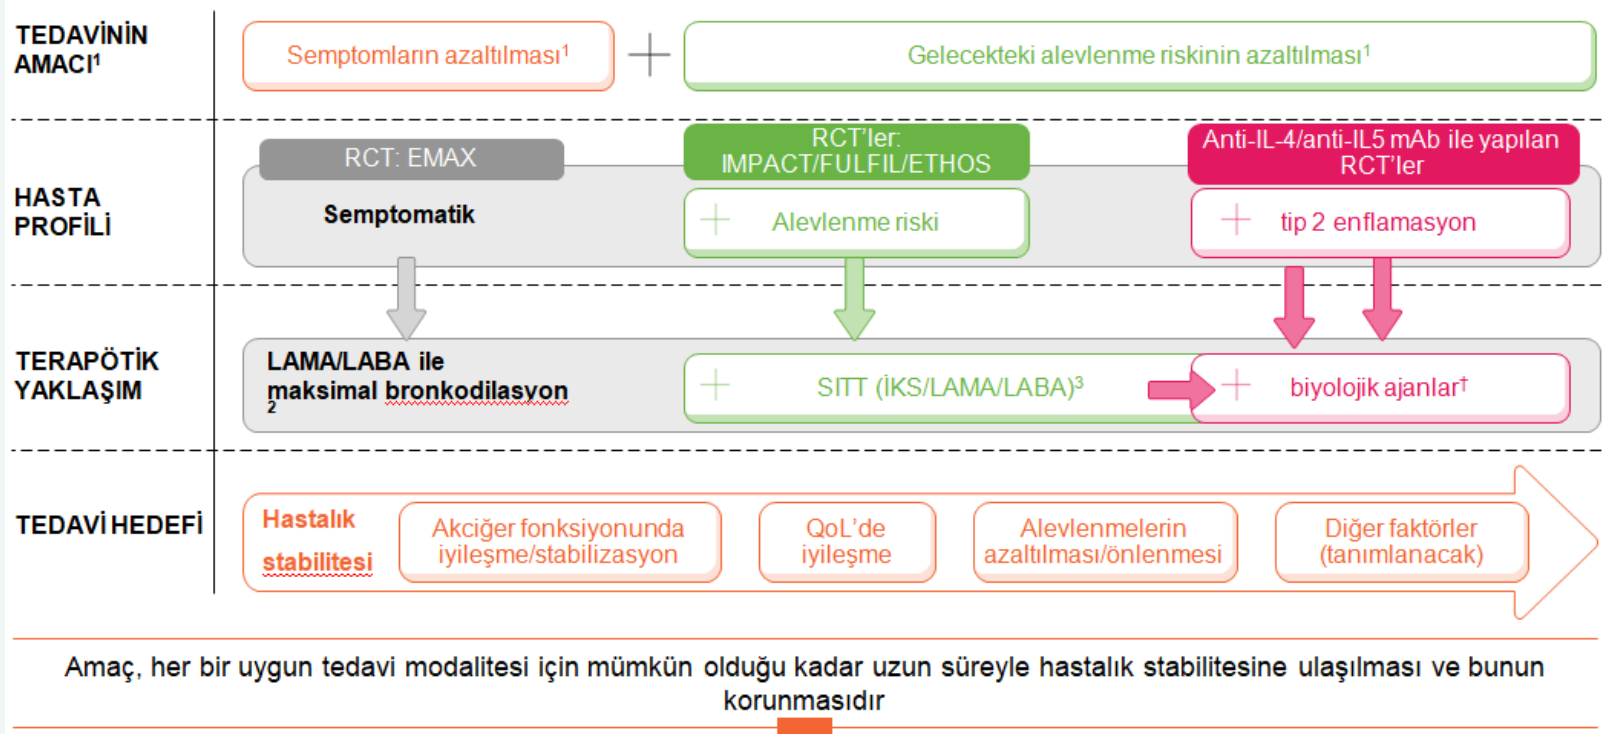 TEDAVİNİN
AMACI¹
Semptomların azaltılması¹
+
Gelecekteki alevlenme riskinin azaltılması¹
HASTA
PROFİLİ
RCT: EMAX
Semptomatik
RCT’ler:
IMPACT/FULFIL/ETHOS
+ Alevlenme riski
Anti-IL-4/anti-IL5 mAb ile yapılan
RCT’ler
+ tip 2 enflamasyon
TERAPÖTİK
YAKLAŞIM
LAMA/LABA ile
maksimal bronkodilasyon
2
+ SITT (İKS/LAMA/LABA)³
+ biyolojik ajanlar†
TEDAVİ HEDEFİ
Hastalık
stabilitesi
Akciğer fonksiyonunda
iyileşme/stabilizasyon
QoL’de
iyileşme
Alevlenmelerin
azaltılması/önlenmesi
Diğer faktörler
(tanımlanacak)
Amaç, her bir uygun tedavi modalitesi için mümkün olduğu kadar uzun süreyle hastalık stabilitesine ulaşılması ve bunun
korunmasıdır